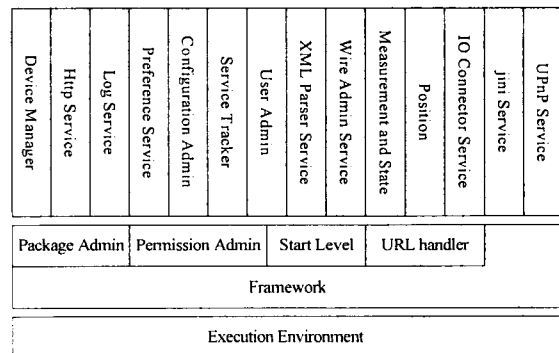 Device Manager
Http Service
Log Service
Preference Service
Configuration Admin
Service Tracker
User Admin
XML Parser Service
Wire Admin Service
Measurement and State
Position
IO Connector Service
jini Service
UPnP Service
Package Admin
Permission Admin
Start Level
URL handler
Framework
Execution Environment